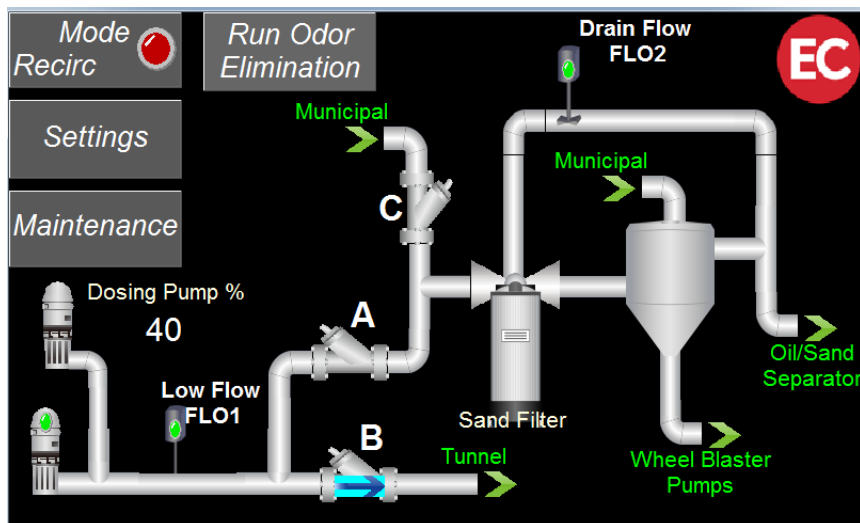 Mode
Recirc
Run Odor
Elimination
Drain Flow
FLO2
EC
Settings
Municipal
Municipal
Maintenance
C
Dosing Pump %
40
A
Low Flow
FLO1
Oil/Sand
Separator
Sand Filter
B
Tunnel
Wheel Blaster
Pumps